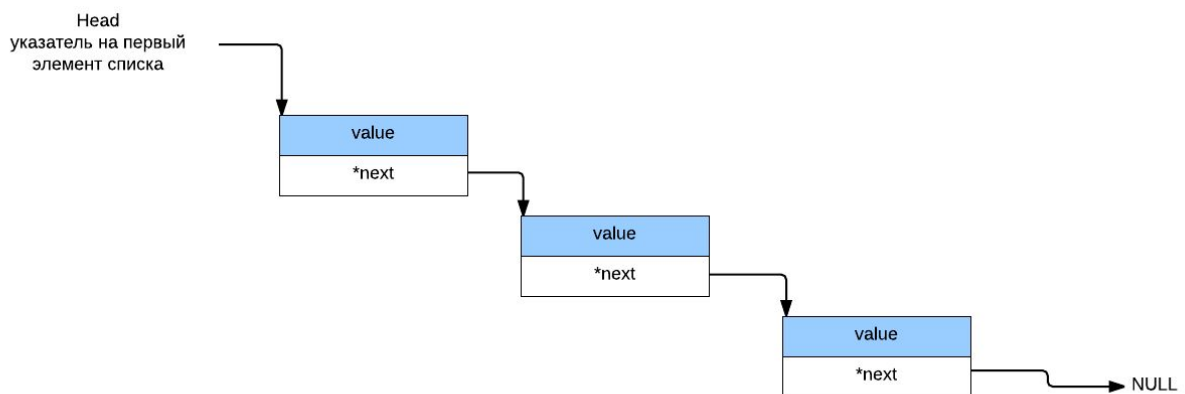 Head
указатель на первый
элемент списка
value
*next
value
*next
value
*next
NULL